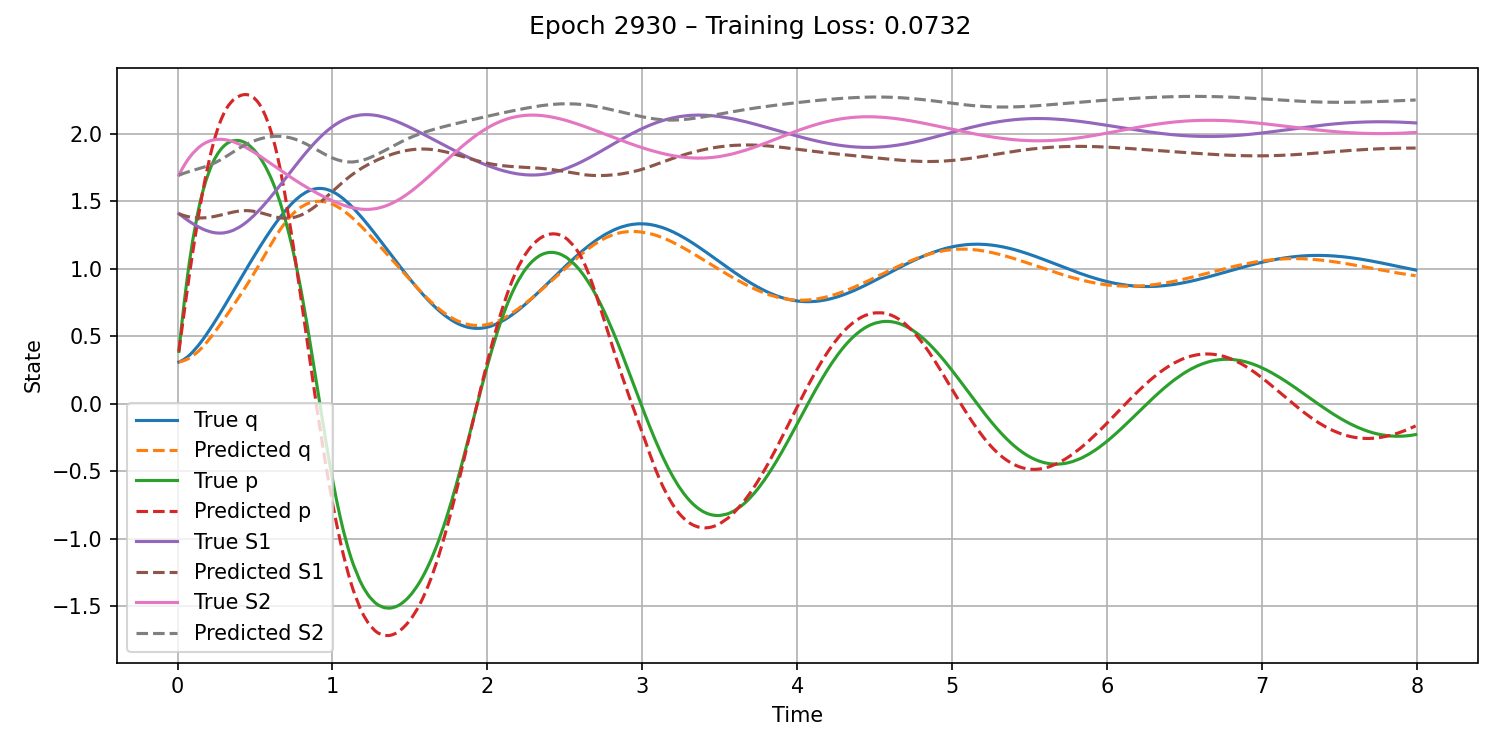 Epoch 2930 – Training Loss: 0.0732
State
2.0
1.5
1.0
0.5
0.0
−0.5
−1.0
−1.5
True q
Predicted q
True p
Predicted p
True S1
Predicted S1
True S2
Predicted S2
0 1 2 3 4 5 6 7 8
Time